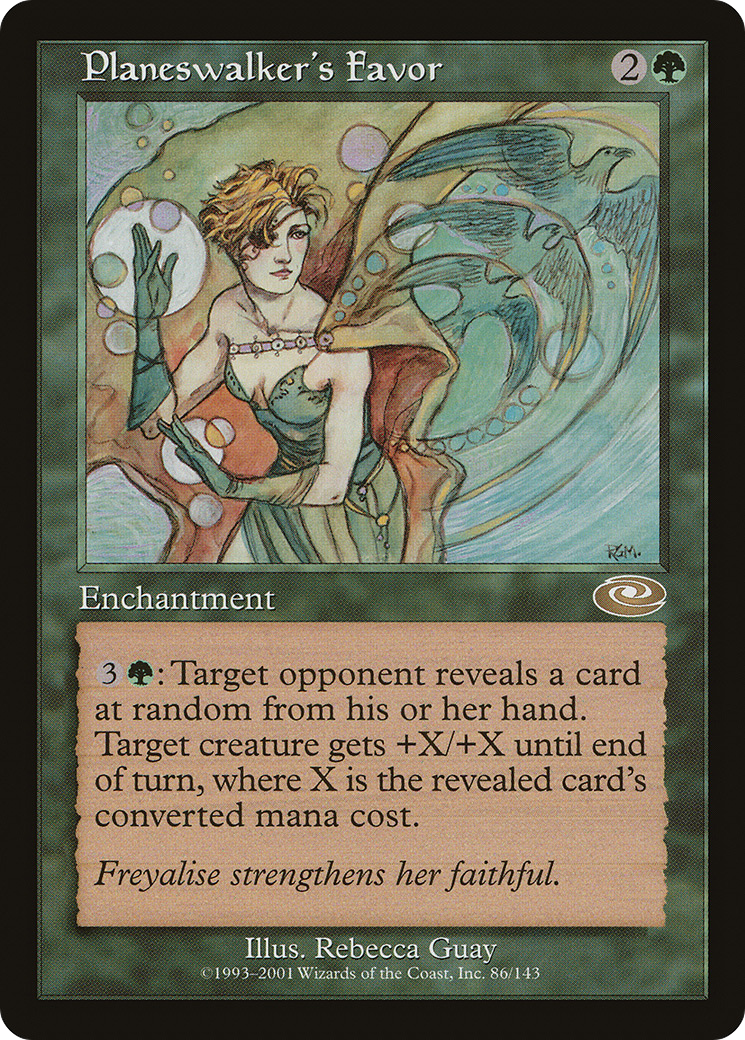 Planeswalker's Favor 2
RGM.
Enchantment
3 : Target opponent reveals a card
at random from his or her hand.
Target creature gets +X/+X until end
of turn, where X is the revealed card's
converted mana cost.
Freyalise strengthens her faithful.
Illus. Rebecca Guay
©1993–2001 Wizards of the Coast, Inc. 86/143